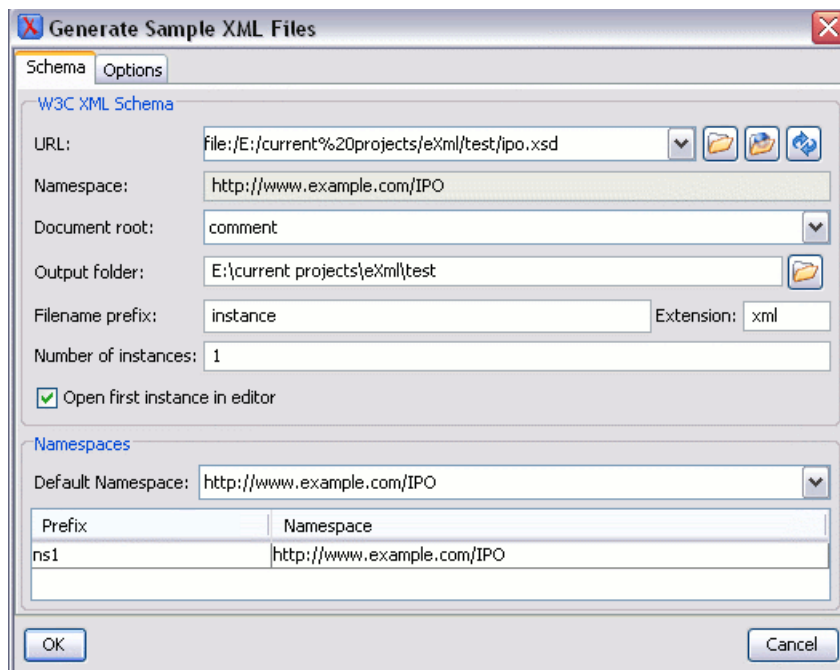 Generate Sample XML Files
Schema Options
W3C XML Schema
URL: file:/E:/current%20projects/eXml/test/ipo.xsd
Namespace: http://www.example.com/IPO
Document root: comment
Output folder: E:\current projects\eXml\test
Filename prefix: instance Extension: xml
Number of instances: 1
Open first instance in editor
Namespaces
Default Namespace: http://www.example.com/IPO
Prefix Namespace
ns1 http://www.example.com/IPO
OK Cancel